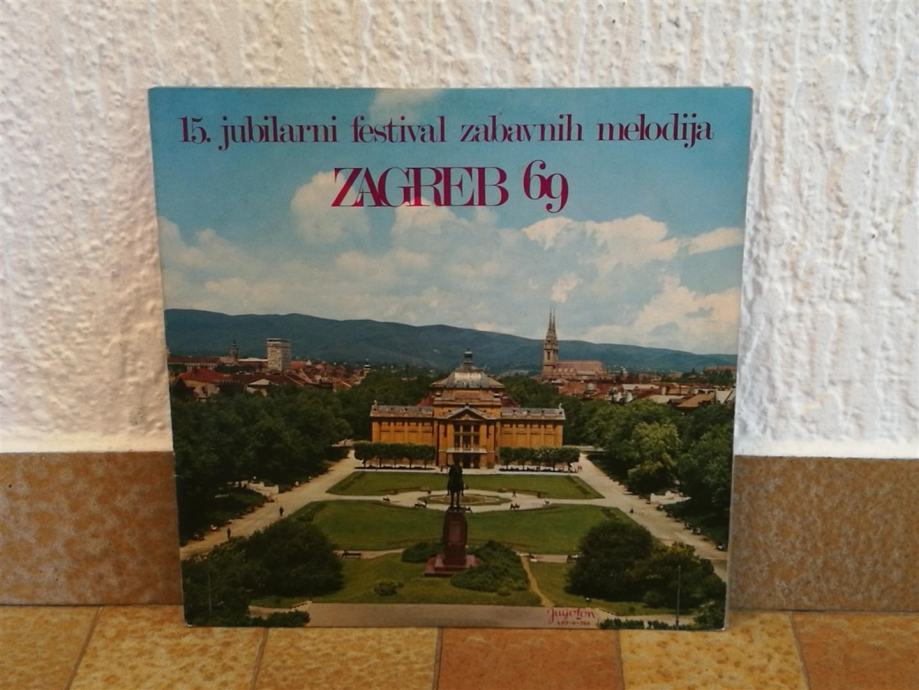 15. jubilarni festival zabavnih melodija
ZAGREB 69
Jugoton